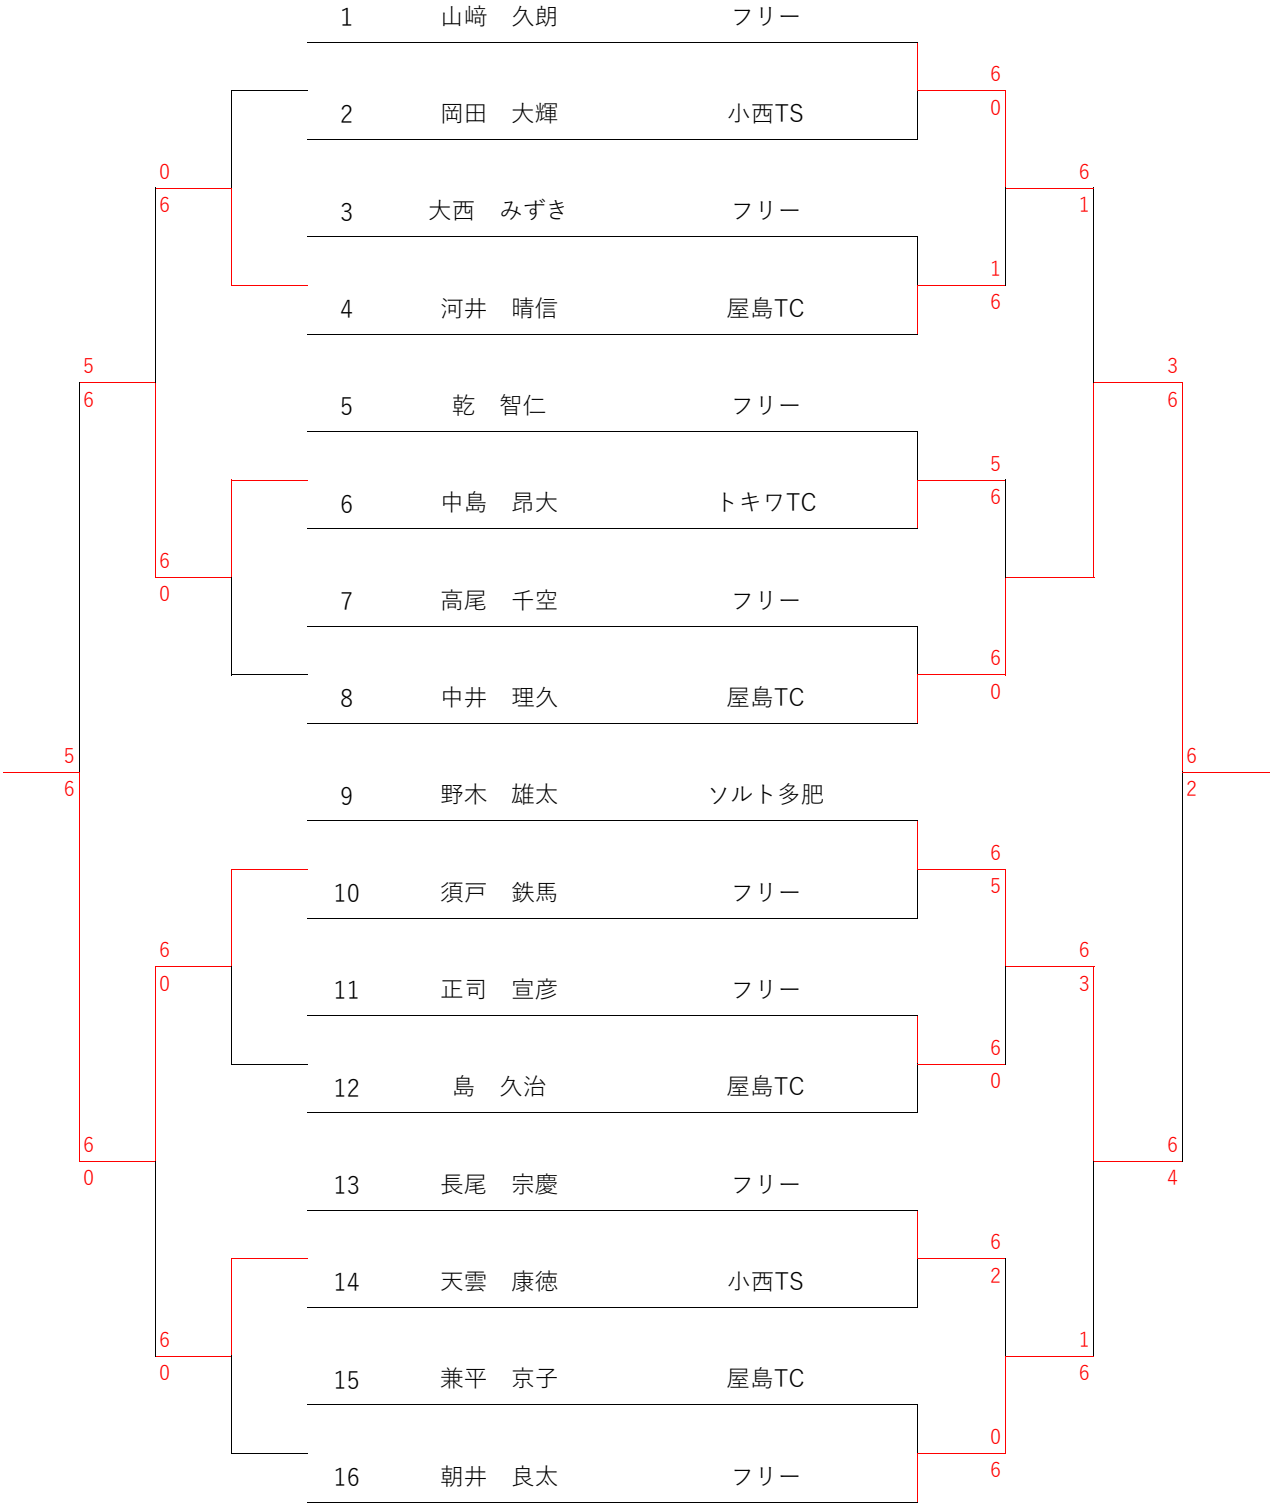 1 山﨑 久朗 フリー
6
0
2 岡田 大輝 小西TS
0
6
6
1
3 大西 みずき フリー
1
6
4 河井 晴信 屋島TC
5
6
3
6
5 乾 智仁 フリー
5
6
6 中島 昂大 トキワTC
6
0
7 高尾 千空 フリー
6
0
8 中井 理久 屋島TC
5
6
6
2
9 野木 雄太 ソルト多肥
6
5
10 須戸 鉄馬 フリー
6
0
6
3
11 正司 宣彦 フリー
6
0
12 島 久治 屋島TC
6
0
6
4
13 長尾 宗慶 フリー
6
2
14 天雲 康徳 小西TS
6
0
1
6
15 兼平 京子 屋島TC
0
6
16 朝井 良太 フリー